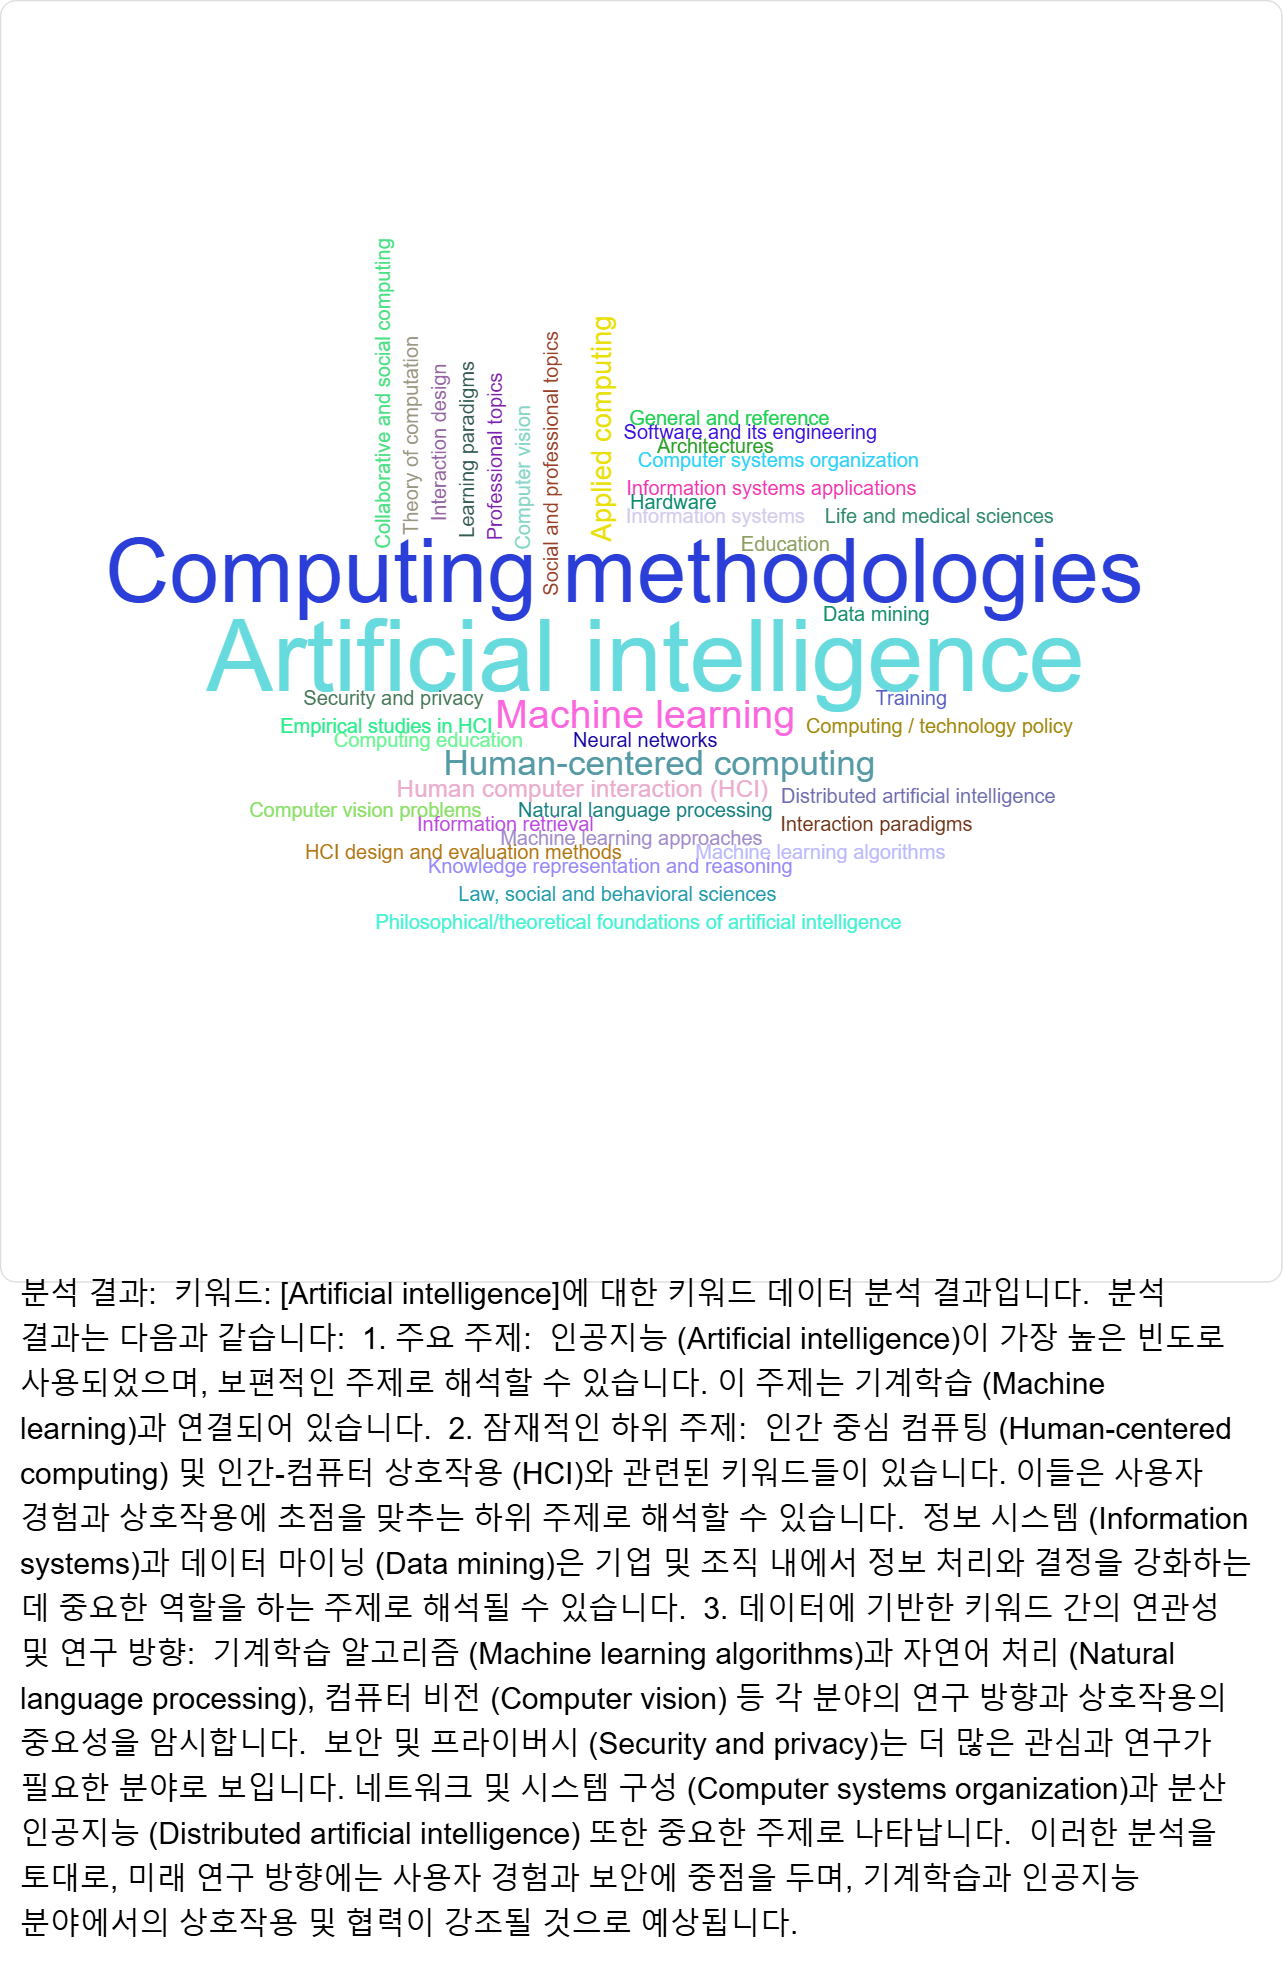 Collaborative and social computing
Theory of computation
Interaction design
Learning paradigms
Professional topics
Computer vision
Social and professional topics
Applied computing
General and reference
Software and its engineering
Architectures
Computer systems organization
Information systems applications
Hardware
Information systems
Life and medical sciences
Education
Computing methodologies
Data mining
Artificial intelligence
Security and privacy
Training
Machine learning
Empirical studies in HCI
Computing / technology policy
Computing education
Neural networks
Human-centered computing
Human computer interaction (HCI)
Distributed artificial intelligence
Computer vision problems
Natural language processing
Information retrieval
Interaction paradigms
Machine learning approaches
HCI design and evaluation methods
Machine learning algorithms
Knowledge representation and reasoning
Law, social and behavioral sciences
Philosophical/theoretical foundations of artificial intelligence
분석 결과: 키워드: [Artificial intelligence]에 대한 키워드 데이터 분석 결과입니다. 분석
결과는 다음과 같습니다: 1. 주요 주제: 인공지능 (Artificial intelligence)이 가장 높은 빈도로
사용되었으며, 보편적인 주제로 해석할 수 있습니다. 이 주제는 기계학습 (Machine
learning)과 연결되어 있습니다. 2. 잠재적인 하위 주제: 인간 중심 컴퓨팅 (Human-centered
computing) 및 인간-컴퓨터 상호작용 (HCI)와 관련된 키워드들이 있습니다. 이들은 사용자
경험과 상호작용에 초점을 맞추는 하위 주제로 해석할 수 있습니다. 정보 시스템 (Information
systems)과 데이터 마이닝 (Data mining)은 기업 및 조직 내에서 정보 처리와 결정을 강화하는
데 중요한 역할을 하는 주제로 해석될 수 있습니다. 3. 데이터에 기반한 키워드 간의 연관성
및 연구 방향: 기계학습 알고리즘 (Machine learning algorithms)과 자연어 처리 (Natural
language processing), 컴퓨터 비전 (Computer vision) 등 각 분야의 연구 방향과 상호작용의
중요성을 암시합니다. 보안 및 프라이버시 (Security and privacy)는 더 많은 관심과 연구가
필요한 분야로 보입니다. 네트워크 및 시스템 구성 (Computer systems organization)과 분산
인공지능 (Distributed artificial intelligence) 또한 중요한 주제로 나타납니다. 이러한 분석을
토대로, 미래 연구 방향에는 사용자 경험과 보안에 중점을 두며, 기계학습과 인공지능
분야에서의 상호작용 및 협력이 강조될 것으로 예상됩니다.